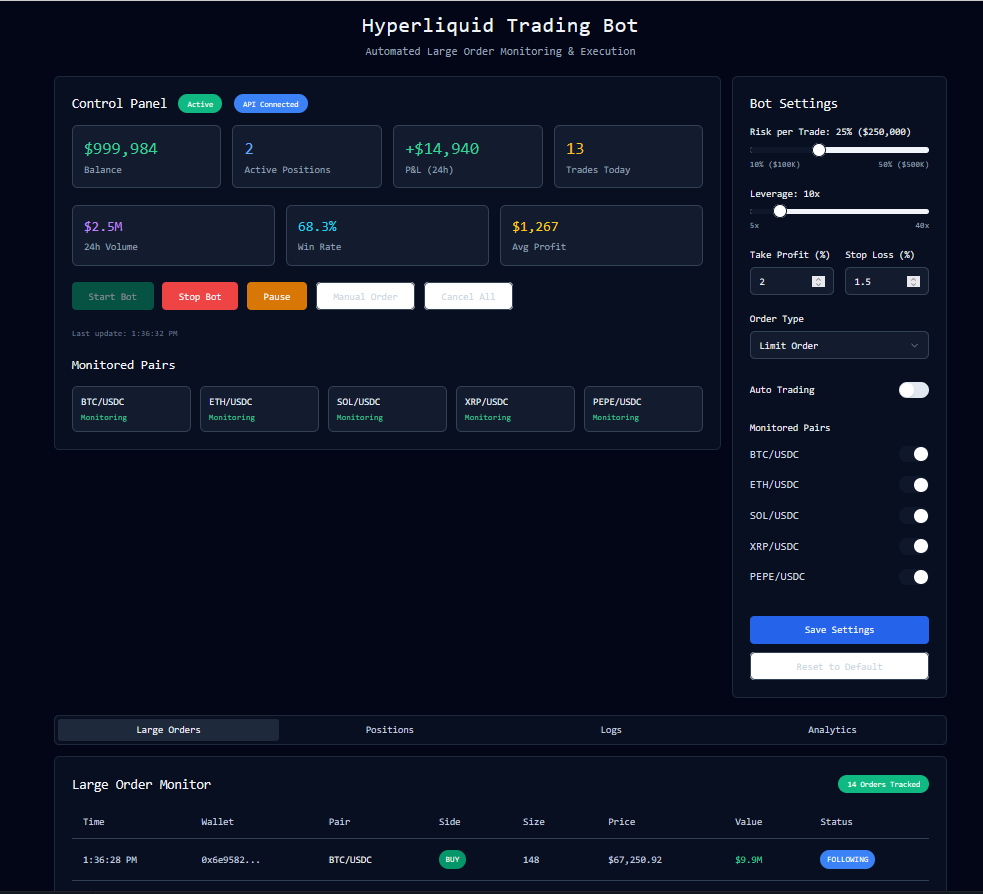 Hyperliquid Trading Bot
Automated Large Order Monitoring & Execution
Control Panel Active API Connected
$999,984
Balance
2
Active Positions
+$14,940
P&L (24h)
13
Trades Today
$2.5M
24h Volume
68.3%
Win Rate
$1,267
Avg Profit
Start Bot Stop Bot Pause Manual Order Cancel All
Last update: 1:36:32 PM
Monitored Pairs
BTC/USDC
Monitoring
ETH/USDC
Monitoring
SOL/USDC
Monitoring
XRP/USDC
Monitoring
PEPE/USDC
Monitoring
Bot Settings
Risk per Trade: 25% ($250,000)
10% ($100K) 50% ($500K)
Leverage: 10x
5x 40x
Take Profit (%) Stop Loss (%)
2 1.5
Order Type
Limit Order
Auto Trading
Monitored Pairs
BTC/USDC
ETH/USDC
SOL/USDC
XRP/USDC
PEPE/USDC
Save Settings
Reset to Default
Large Orders Positions Logs Analytics
Large Order Monitor 14 Orders Tracked
Time Wallet Pair Side Size Price Value Status
1:36:28 PM 0x6e9582... BTC/USDC BUY 148 $67,250.92 $9.9M FOLLOWING